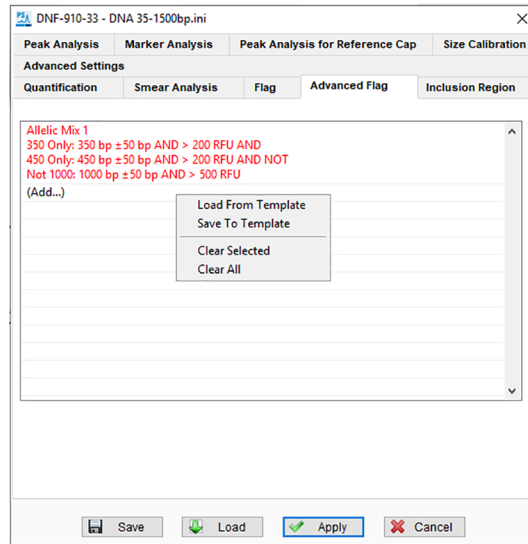 DNF-910-33 - DNA 35-1500bp.ini
Peak Analysis Marker Analysis Peak Analysis for Reference Cap Size Calibration
Advanced Settings
Quantification Smear Analysis Flag Advanced Flag Inclusion Region
Allelic Mix 1
350 Only: 350 bp ±50 bp AND > 200 RFU AND
450 Only: 450 bp ±50 bp AND > 200 RFU AND NOT
Not 1000: 1000 bp ±50 bp AND > 500 RFU
(Add...)
Load From Template
Save To Template
Clear Selected
Clear All
Save Load Apply Cancel